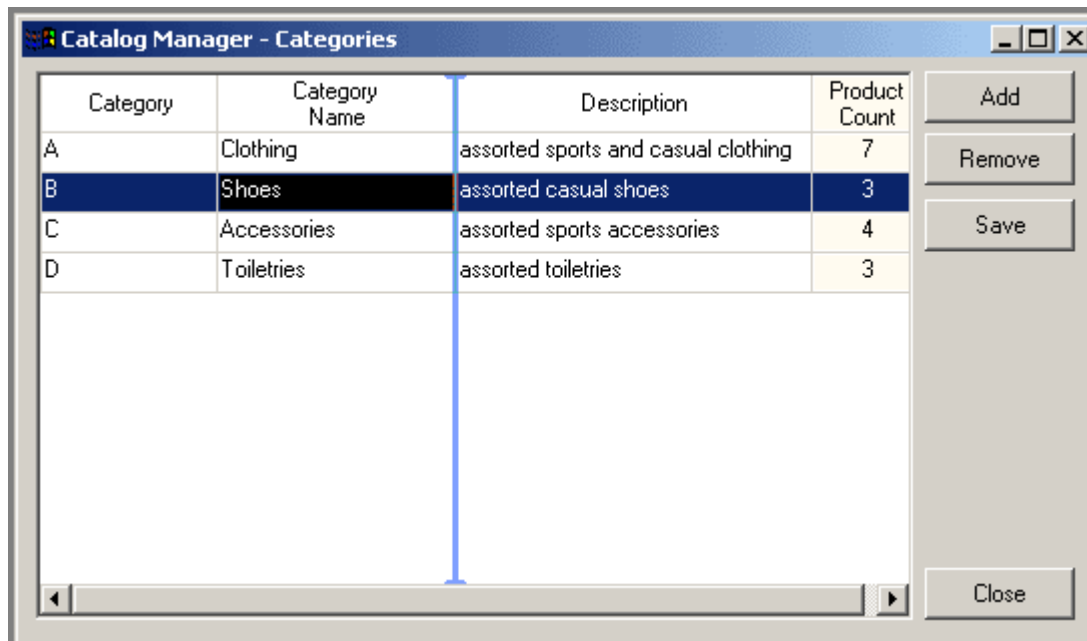 Catalog Manager - Categories
Category Category Name Description Product Count
A Clothing assorted sports and casual clothing 7
B Shoes assorted casual shoes 3
C Accessories assorted sports accessories 4
D Toiletries assorted toiletries 3
Add
Remove
Save
Close